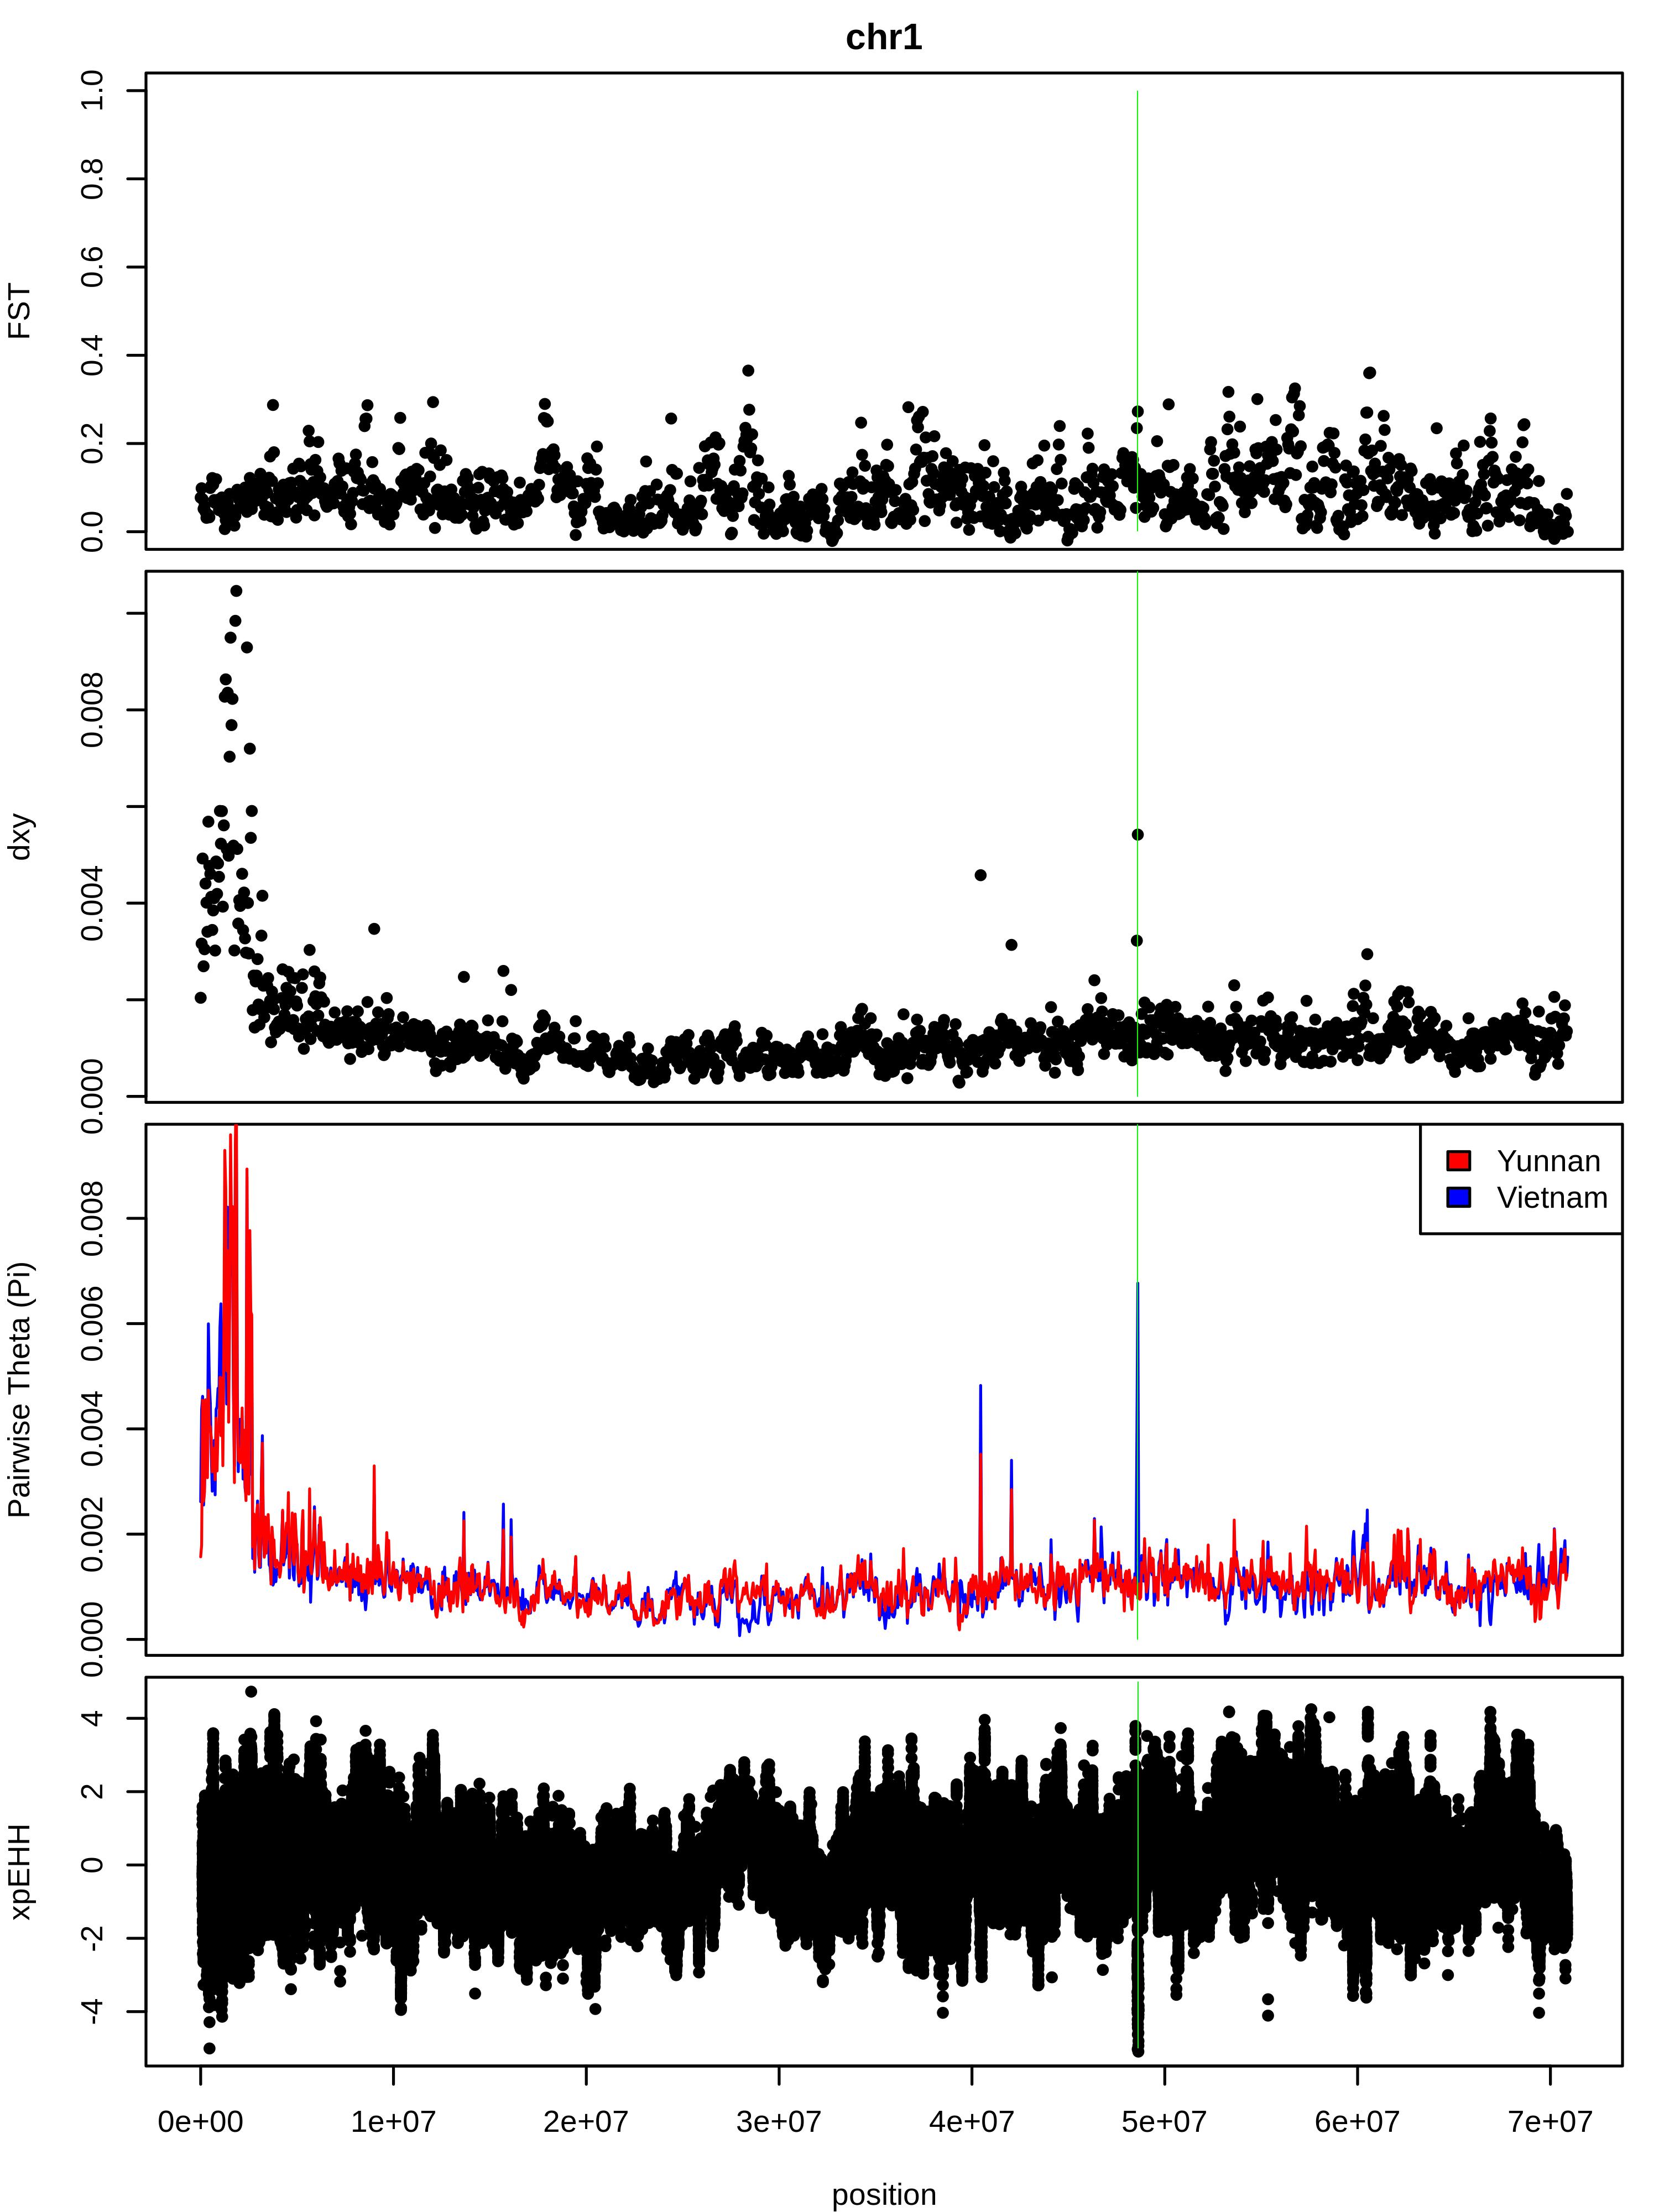 chr1
FST
1.0
0.8
0.6
0.4
0.2
0.0
dxy
0.008
0.004
0.000
Pairwise Theta (Pi)
0.008
0.006
0.004
0.002
0.000
Yunnan
Vietnam
xpEHH
4
2
0
-2
-4
0e+00 1e+07 2e+07 3e+07 4e+07 5e+07 6e+07 7e+07
position